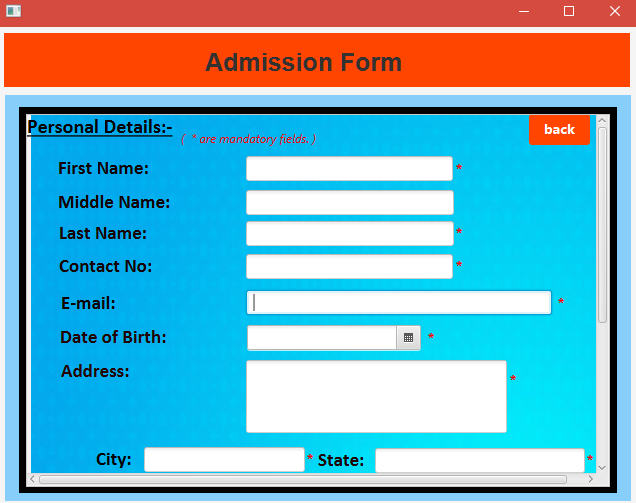 Admission Form
Personal Details:-
( * are mandatory fields. )
back
First Name: *
Middle Name:
Last Name: *
Contact No: *
E-mail: *
Date of Birth: *
Address: *
City: * State: *